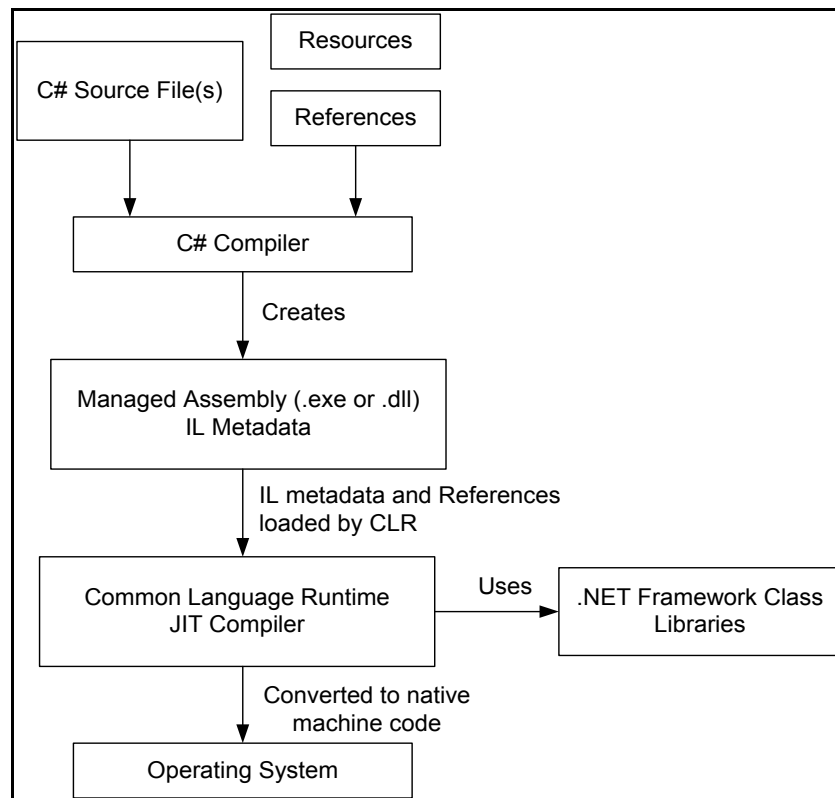 Resources
C# Source File(s)
References
C# Compiler
Creates
Managed Assembly (.exe or .dll)
IL Metadata
IL metadata and References
loaded by CLR
Common Language Runtime
JIT Compiler
Uses
.NET Framework Class
Libraries
Converted to native
machine code
Operating System